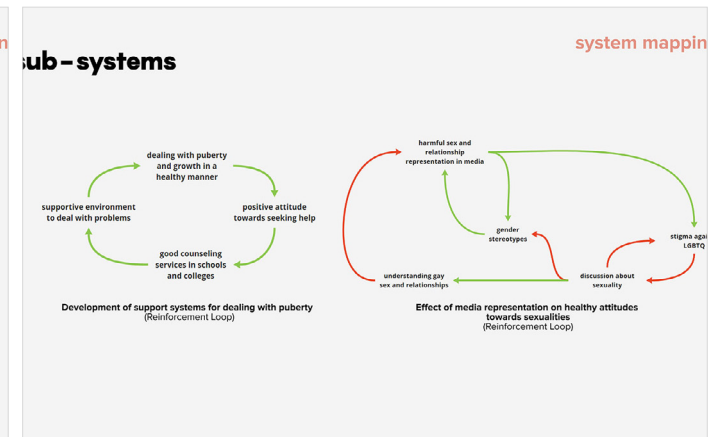 system mappin
sub-systems
dealing with puberty
and growth in a
healthy manner
supportive environment
to deal with problems
positive attitude
towards seeking help
good counseling
services in schools
and colleges
Development of support systems for dealing with puberty
(Reinforcement Loop)
harmful sex and
relationship
representation in media
gender
stereotypes
stigma agai
LGBTQ
understanding gay
sex and relationships
discussion about
sexuality
Effect of media representation on healthy attitudes
towards sexualities
(Reinforcement Loop)